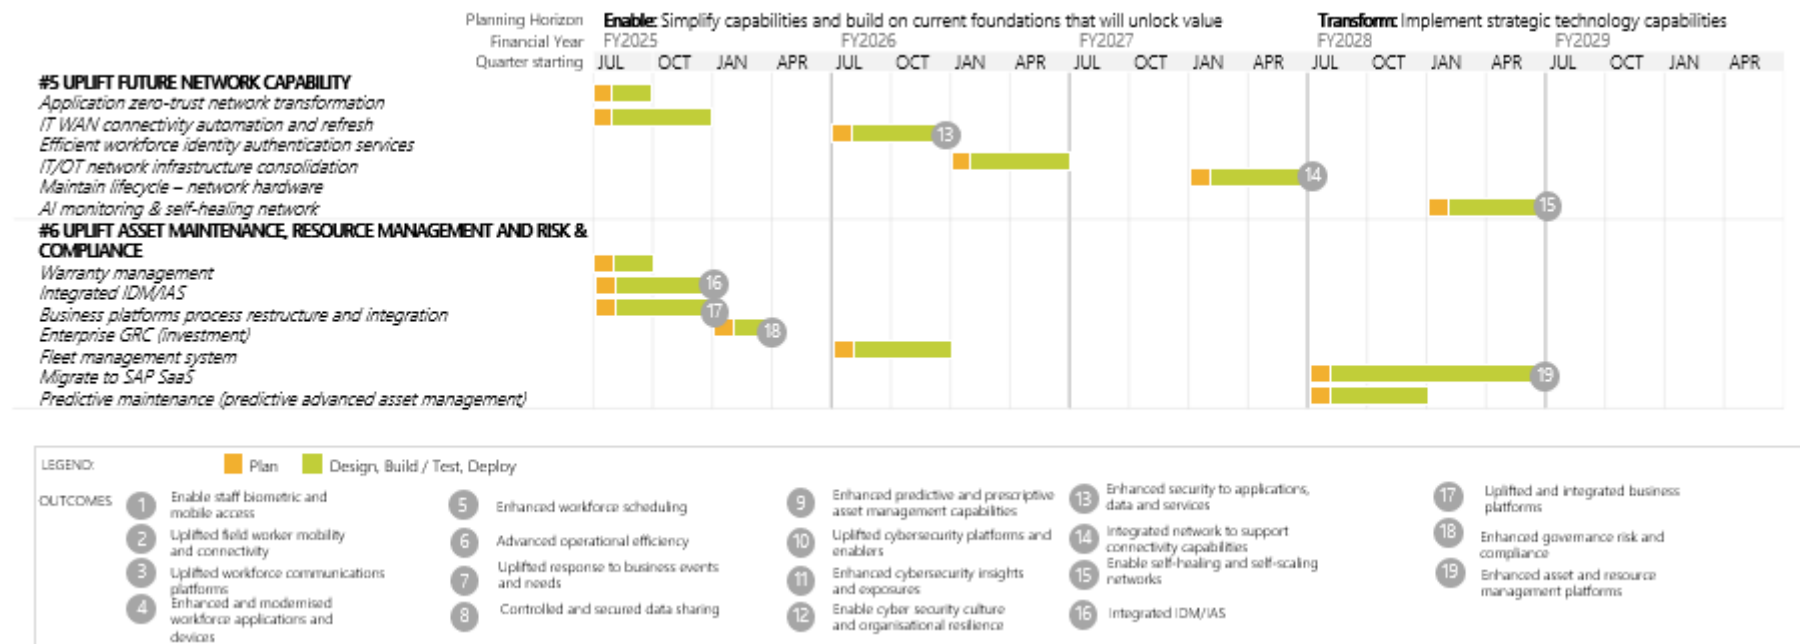 Planning Horizon Enable: Simplify capabilities and build on current foundations that will unlock value Transform: Implement strategic technology capabilities
Financial Year FY2025 FY2026 FY2027 FY2028 FY2029
Quarter starting JUL OCT JAN APR JUL OCT JAN APR JUL OCT JAN APR JUL OCT JAN APR JUL OCT JAN APR
#5 UPLIFT FUTURE NETWORK CAPABILITY
Application zero-trust network transformation
IT WAN connectivity automation and refresh
Efficient workforce identity authentication services
13
IT/OT network infrastructure consolidation
Maintain lifecycle – network hardware
14
AI monitoring & self-healing network
15
#6 UPLIFT ASSET MAINTENANCE, RESOURCE MANAGEMENT AND RISK &
COMPLIANCE
Warranty management
Integrated IDM/IAS
16
Business platforms process restructure and integration
17
Enterprise GRC (investment)
18
Fleet management system
Migrate to SAP SaaS
19
Predictive maintenance (predictive advanced asset management)
LEGEND:
Plan
Design, Build / Test, Deploy
OUTCOMES
1
Enable staff biometric and
mobile access
2
Uplifted field worker mobility
and connectivity
3
Uplifted workforce communications
platforms
4
Enhanced and modernised
workforce applications and
devices
5
Enhanced workforce scheduling
6
Advanced operational efficiency
7
Uplifted response to business events
and needs
8
Controlled and secured data sharing
9
Enhanced predictive and prescriptive
asset management capabilities
10
Uplifted cybersecurity platforms and
enablers
11
Enhanced cybersecurity insights
and exposures
12
Enable cyber security culture
and organisational resilience
13
Enhanced security to applications,
data and services
14
Integrated network to support
connectivity capabilities
15
Enable self-healing and self-scaling
networks
16
Integrated IDM/IAS
17
Uplifted and integrated business
platforms
18
Enhanced governance risk and
compliance
19
Enhanced asset and resource
management platforms